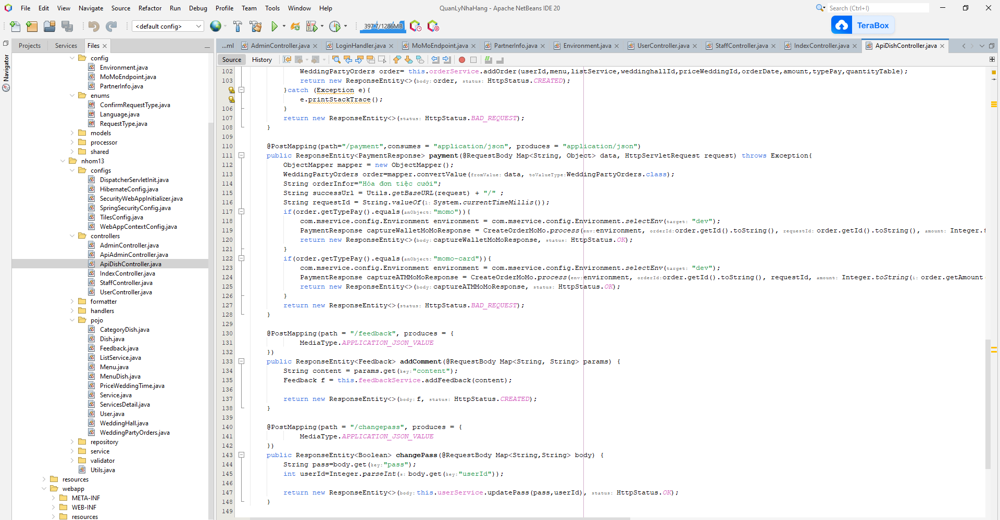 File Edit View Navigate Source Refactor Run Debug Profile Team Tools Window Help QuanLyNhaHang - Apache NetBeans IDE 20 Search (Ctrl+I)
<default config> 397.7/1286MB TeraBox
Projects Services Files
Navigator
config
Environment.java
MoMoEndpoint.java
PartnerInfo.java
enums
ConfirmRequestType.java
Language.java
RequestType.java
models
processor
shared
nhom13
configs
DispatcherServletInit.java
HibernateConfig.java
SecurityWebAppInitializer.java
SpringSecurityConfig.java
TilesConfig.java
WebAppContextConfig.java
controllers
AdminController.java
ApiAdminController.java
ApiDishController.java
IndexController.java
StaffController.java
UserController.java
formatter
handlers
pojo
CategoryDish.java
Dish.java
Feedback.java
ListService.java
Menu.java
MenuDish.java
PriceWeddingTime.java
Service.java
ServicesDetail.java
User.java
WeddingHall.java
WeddingPartyOrders.java
repository
service
validator
Utils.java
resources
webapp
META-INF
WEB-INF
resources
...ml AdminController.java LoginHandler.java MoMoEndpoint.java PartnerInfo.java Environment.java UserController.java StaffController.java IndexController.java ApiDishController.java
Source History
102 WeddingPartyOrders order= this.orderService.addOrder(userId,menu,listService,weddinghallId,priceWeddingId,orderDate,amount,typePay,quantityTable);
103 return new ResponseEntity<>(body: order, status: HttpStatus.CREATED);
}catch (Exception e){
e.printStackTrace();
106 }
107 return new ResponseEntity<>(status: HttpStatus.BAD_REQUEST);
108 }
109
110 @PostMapping(path="/payment",consumes = "application/json", produces = "application/json")
111 public ResponseEntity<PaymentResponse> payment(@RequestBody Map<String, Object> data, HttpServletRequest request) throws Exception{
112 ObjectMapper mapper = new ObjectMapper();
113 WeddingPartyOrders order=mapper.convertValue(fromValue: data, toValueType: WeddingPartyOrders.class);
114 String orderInfor="Hóa đơn tiệc cưới";
115 String successUrl = Utils.getBaseURL(request) + "/" ;
116 String requestId = String.valueOf(l: System.currentTimeMillis());
117 if(order.getTypePay().equals(anObject: "momo")){
118 com.mservice.config.Environment environment = com.mservice.config.Environment.selectEnv(target: "dev");
119 PaymentResponse captureWalletMoMoResponse = CreateOrderMoMo.process(env: environment, orderId: order.getId().toString(), requestId: order.getId().toString(), amount: Integer.
120 return new ResponseEntity<>(body: captureWalletMoMoResponse, status: HttpStatus.OK);
121 }
122 if(order.getTypePay().equals(anObject: "momo-card")){
123 com.mservice.config.Environment environment = com.mservice.config.Environment.selectEnv(target: "dev");
124 PaymentResponse captureATMMoMoResponse = CreateOrderMoMo.process(env: environment, orderId: order.getId().toString(), requestId, amount: Integer.toString(i: order.getAmount
125 return new ResponseEntity<>(body: captureATMMoMoResponse, status: HttpStatus.OK);
126 }
127 return new ResponseEntity<>(status: HttpStatus.BAD_REQUEST);
128 }
129
130 @PostMapping(path = "/feedback", produces = {
131 MediaType.APPLICATION_JSON_VALUE
132 })
133 public ResponseEntity<Feedback> addComment(@RequestBody Map<String, String> params) {
134 String content = params.get(key: "content");
135 Feedback f = this.feedbackService.addFeedback(content);
136
137 return new ResponseEntity<>(body: f, status: HttpStatus.CREATED);
138 }
139
140 @PostMapping(path = "/changepass", produces = {
141 MediaType.APPLICATION_JSON_VALUE
142 })
143 public ResponseEntity<Boolean> changePass(@RequestBody Map<String,String> body) {
144 String pass=body.get(key: "pass");
145 int userId=Integer.parseInt(s: body.get(key: "userId"));
146
147 return new ResponseEntity<>(body: this.userService.updatePass(pass,userId), status: HttpStatus.OK);
148 }
149